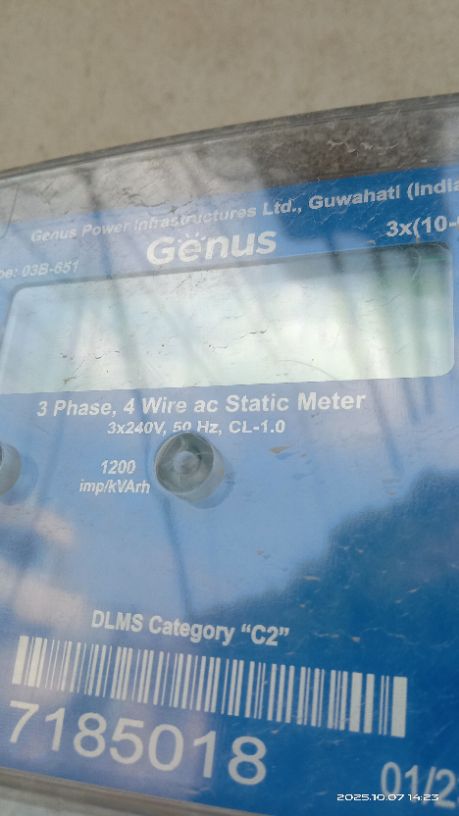 Genus Power Infrastructures Ltd., Guwahati (India
Genus
3x(10-
pe: 03B-651
3 Phase, 4 Wire ac Static Meter
3x240V, 50 Hz, CL-1.0
1200
imp/kVArh
DLMS Category “C2”
7185018
01/2
2025.10.07 14:23